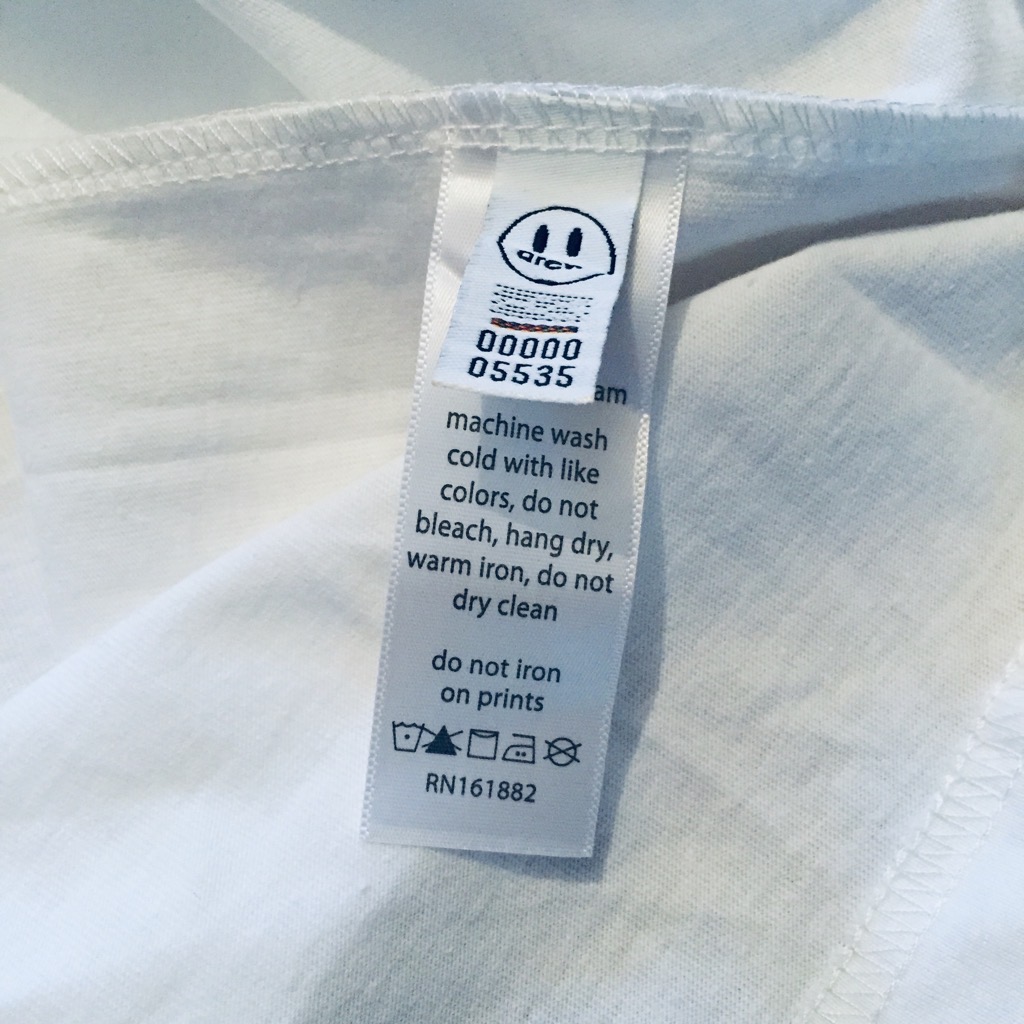 00000
05535
am
machine wash
cold with like
colors, do not
bleach, hang dry,
warm iron, do not
dry clean
do not iron
on prints
RN161882